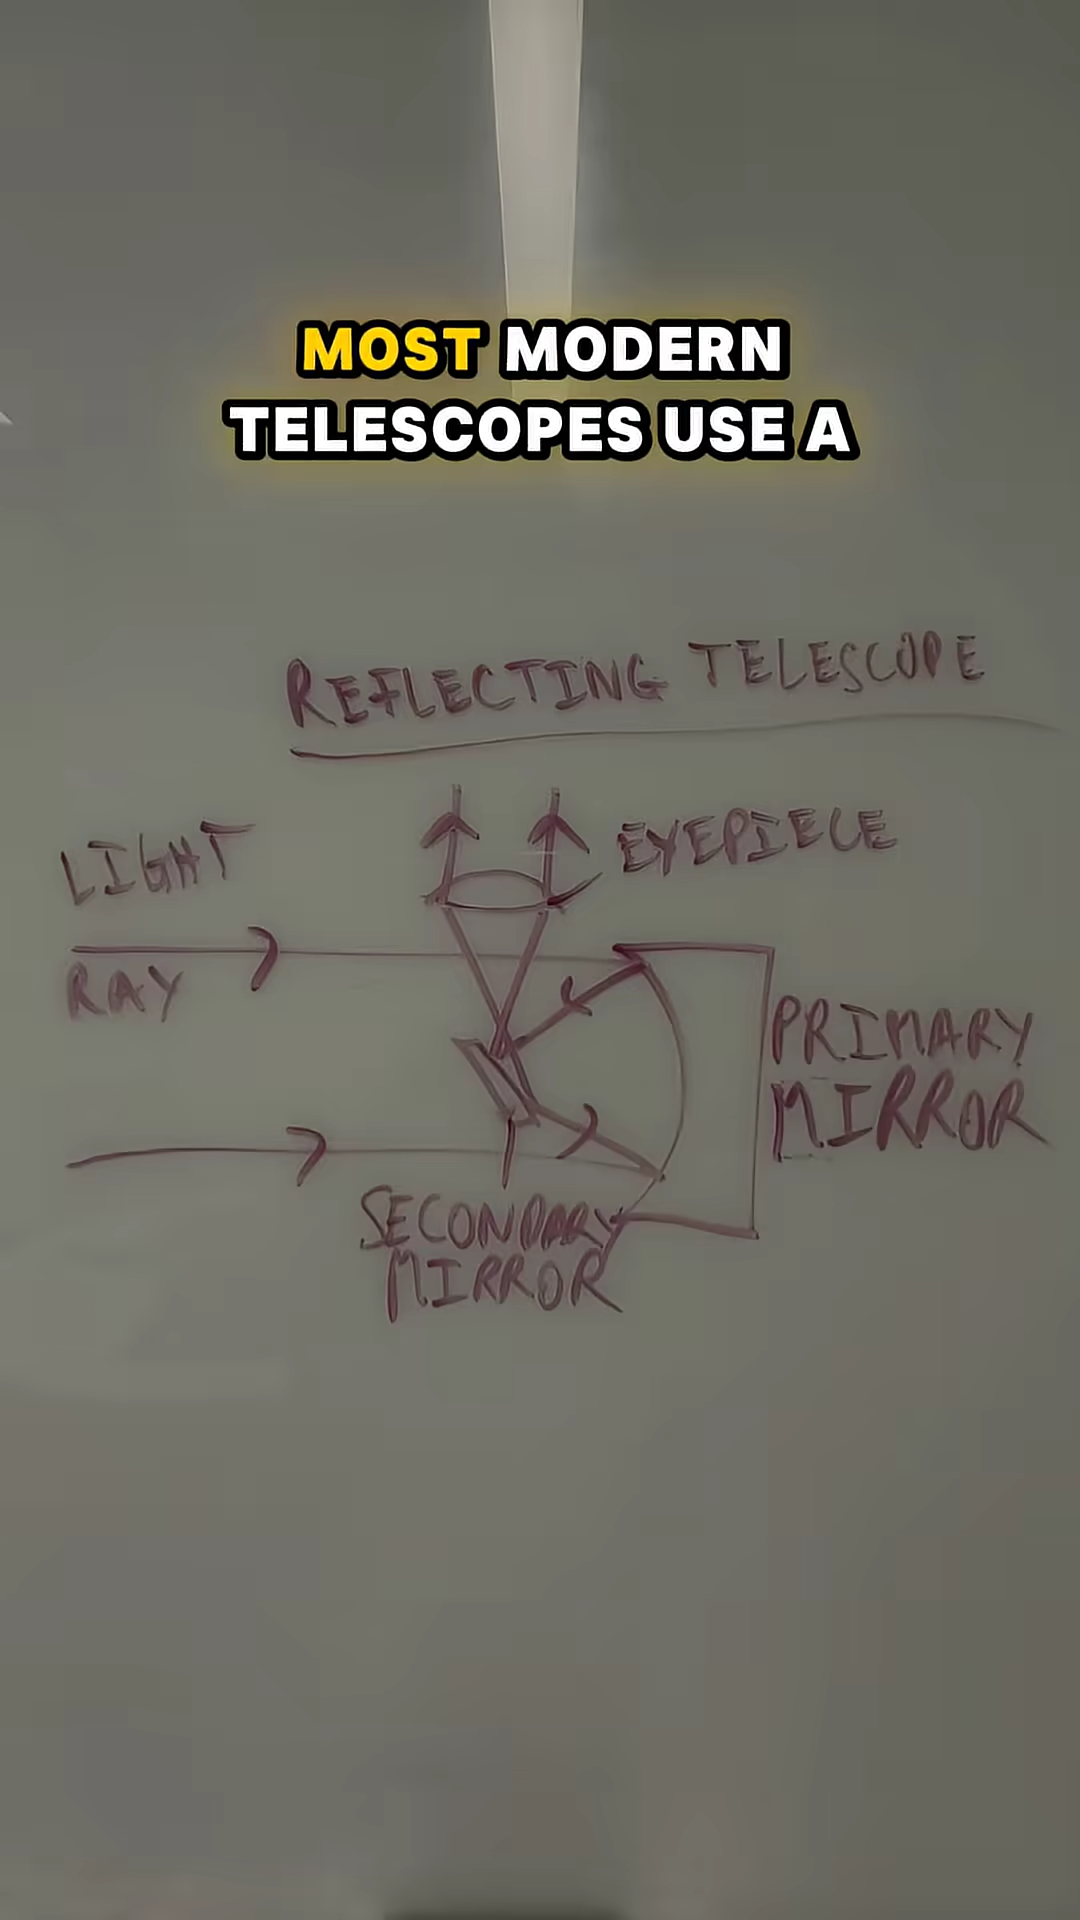 MOST MODERN
TELESCOPES USE A
REFLECTING TELESCOPE
LIGHT
RAY
EYEPIECE
PRIMARY
MIRROR
SECONDARY
MIRROR